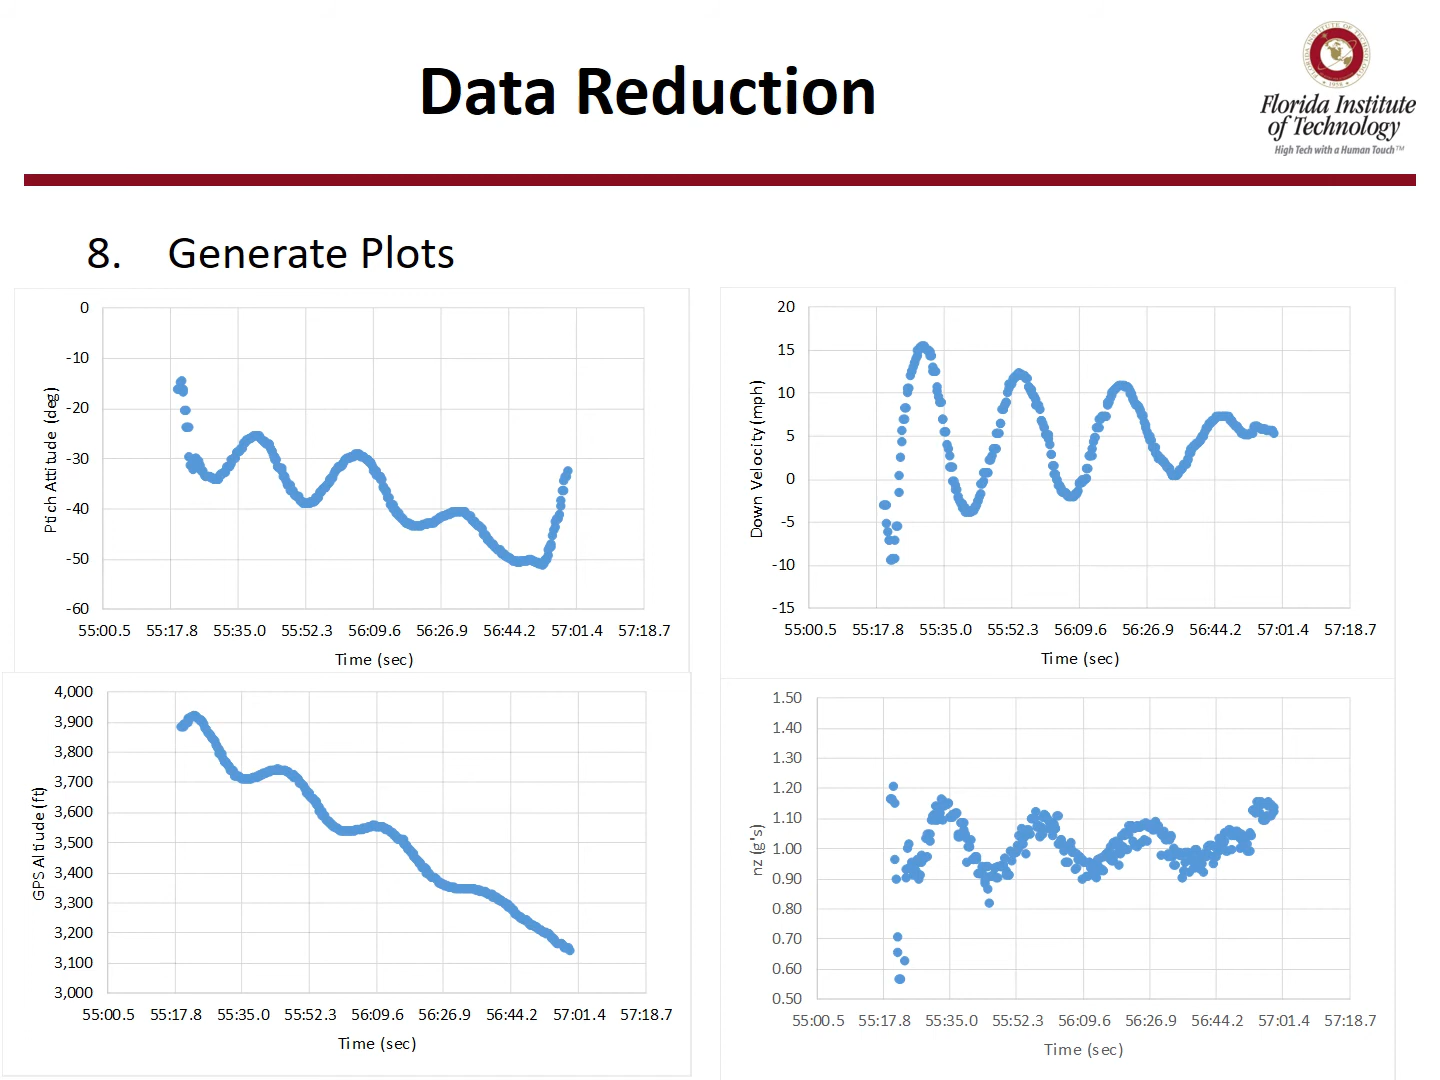 Data Reduction
Florida Institute
of Technology
High Tech with a Human Touch™
8. Generate Plots
0
-10
-20
-30
-40
-50
-60
Ptich Attitude (deg)
55:00.5 55:17.8 55:35.0 55:52.3 56:09.6 56:26.9 56:44.2 57:01.4 57:18.7
Time (sec)
20
15
10
5
0
-5
-10
-15
Down Velocity (mph)
55:00.5 55:17.8 55:35.0 55:52.3 56:09.6 56:26.9 56:44.2 57:01.4 57:18.7
Time (sec)
4,000
3,900
3,800
3,700
3,600
3,500
3,400
3,300
3,200
3,100
3,000
GPS Altiude (ft)
55:00.5 55:17.8 55:35.0 55:52.3 56:09.6 56:26.9 56:44.2 57:01.4 57:18.7
Time (sec)
1.50
1.40
1.30
1.20
1.10
1.00
0.90
0.80
0.70
0.60
0.50
nz (g's)
55:00.5 55:17.8 55:35.0 55:52.3 56:09.6 56:26.9 56:44.2 57:01.4 57:18.7
Time (sec)